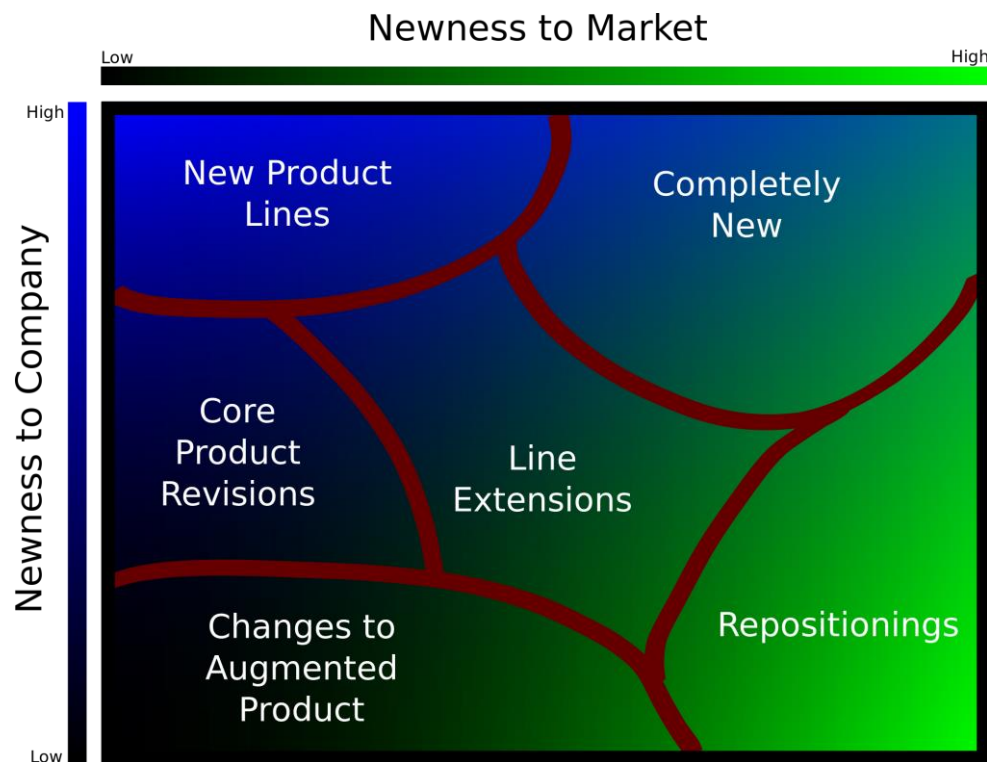 Newness to Market
Low
High
High
Newness to Company
Low
New Product
Lines
Completely
New
Core
Product
Revisions
Line
Extensions
Changes to
Augmented
Product
Repositionings